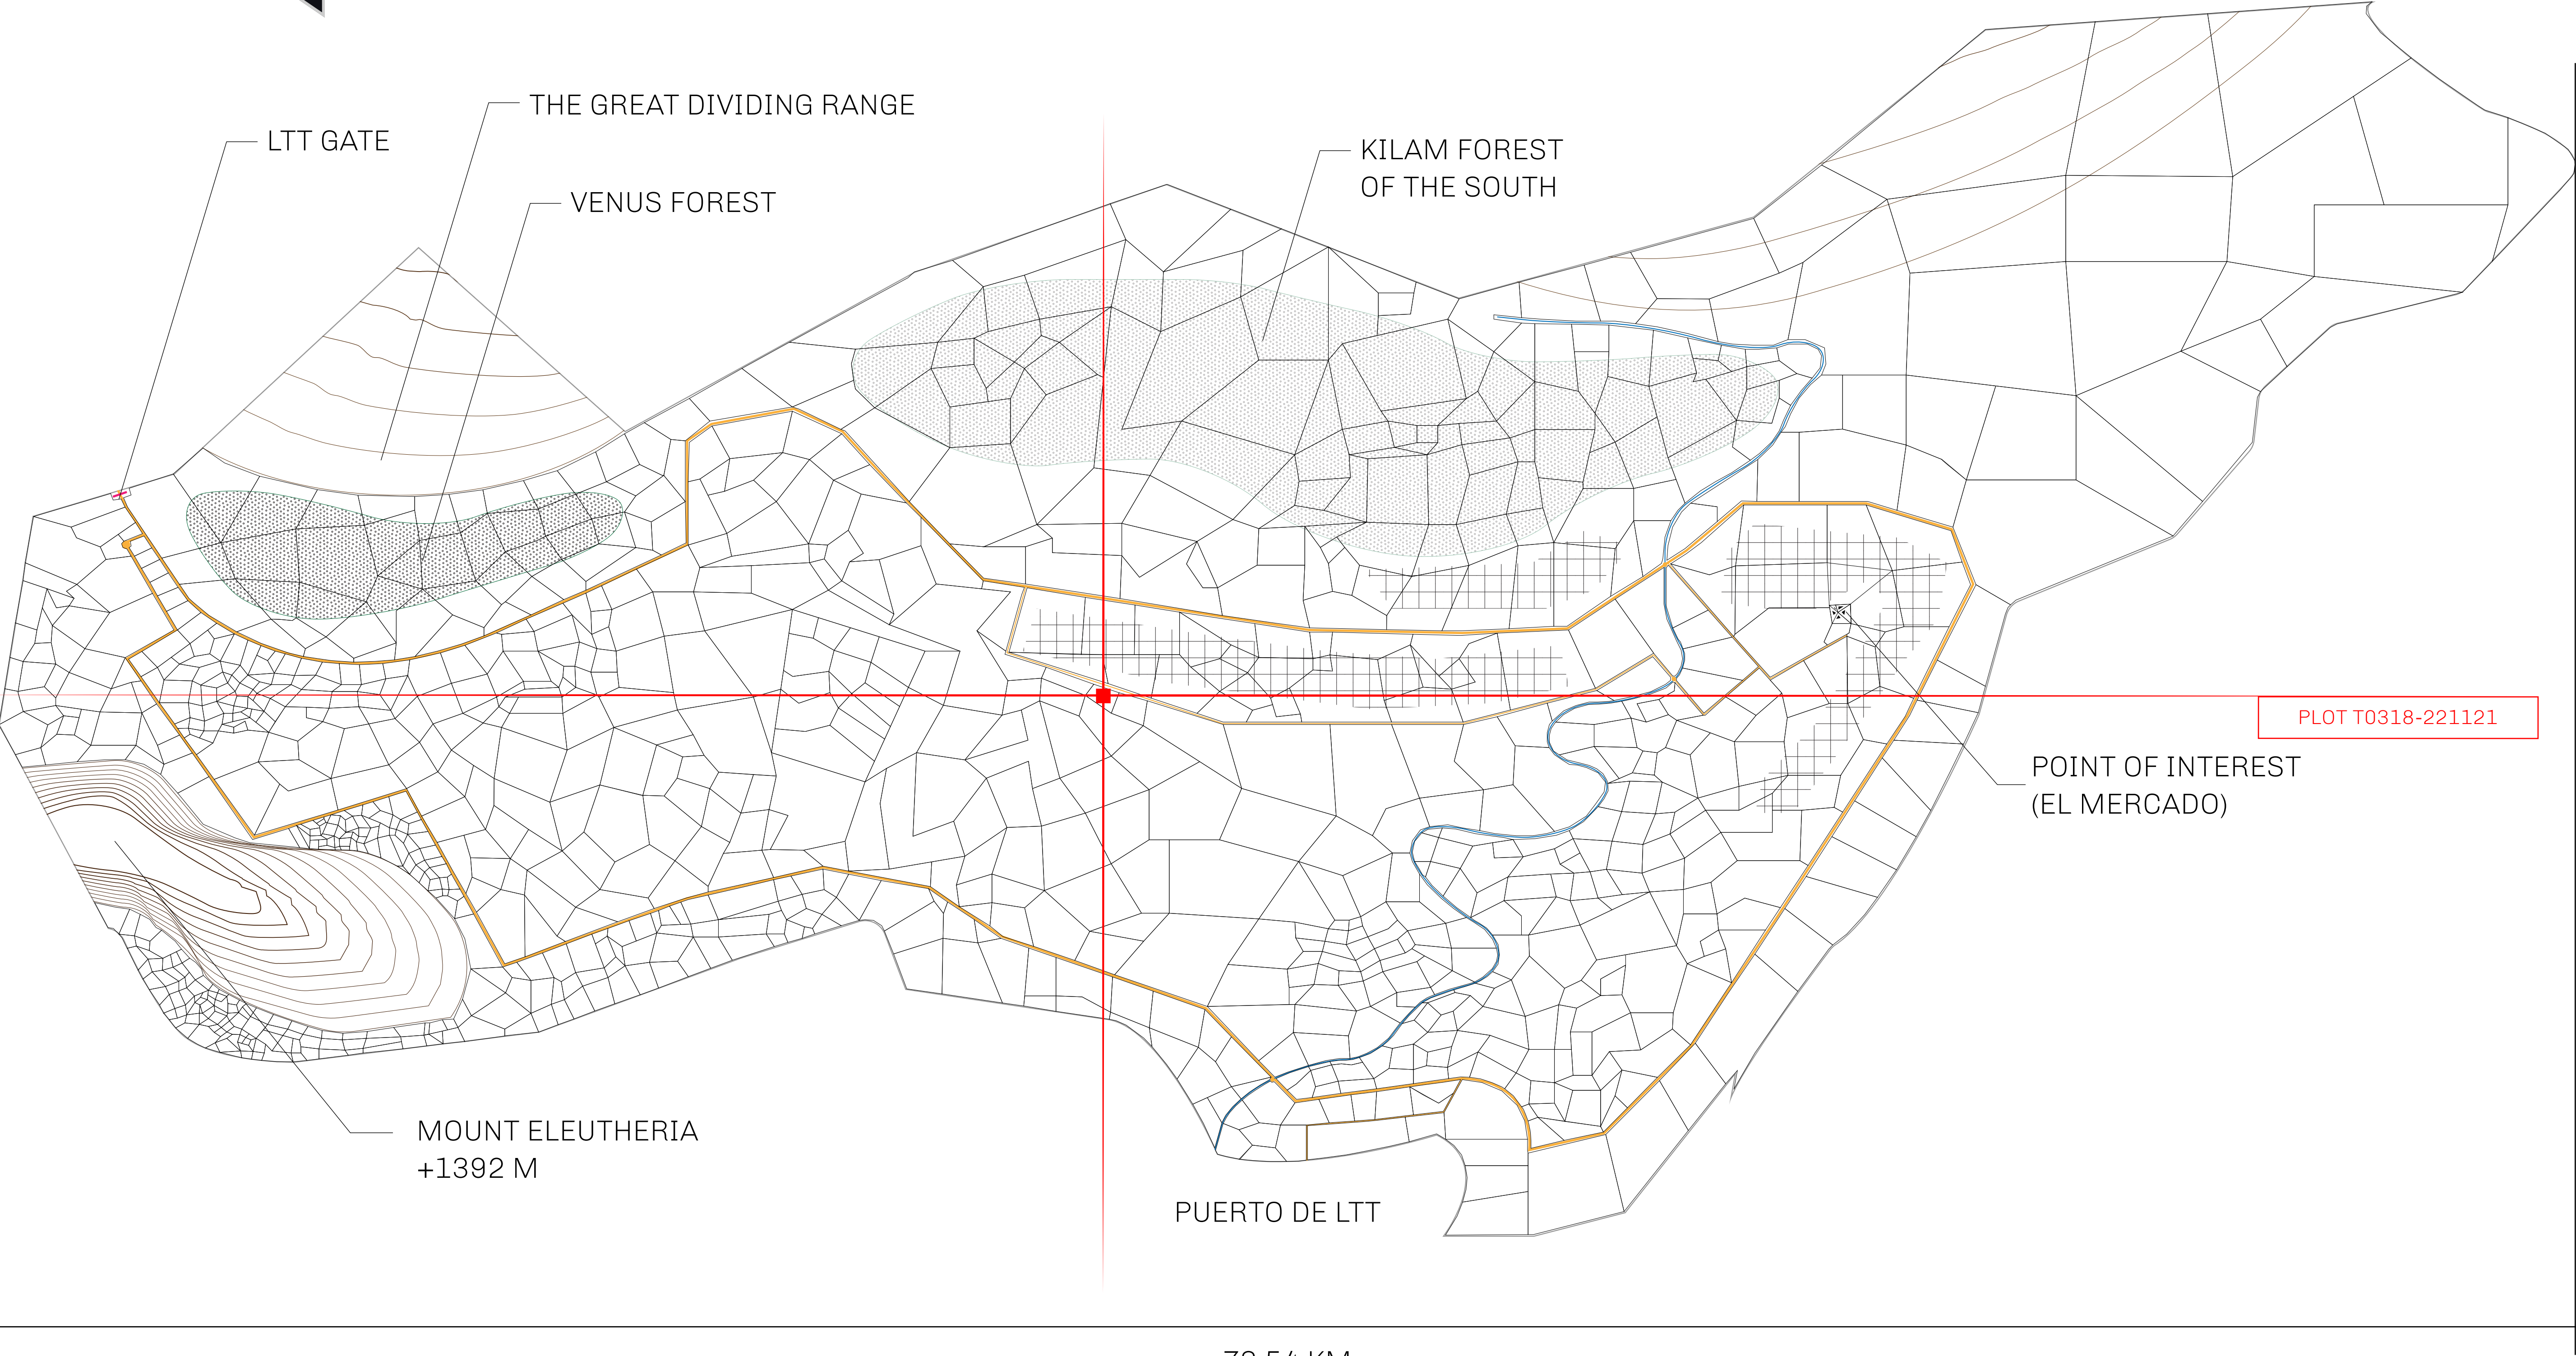 THE GREAT DIVIDING RANGE
LTT GATE
VENUS FOREST
KILAM FOREST
OF THE SOUTH
PLOT T0318-221121
POINT OF INTEREST
(EL MERCADO)
MOUNT ELEUTHERIA
+1392 M
PUERTO DE LTT
KM